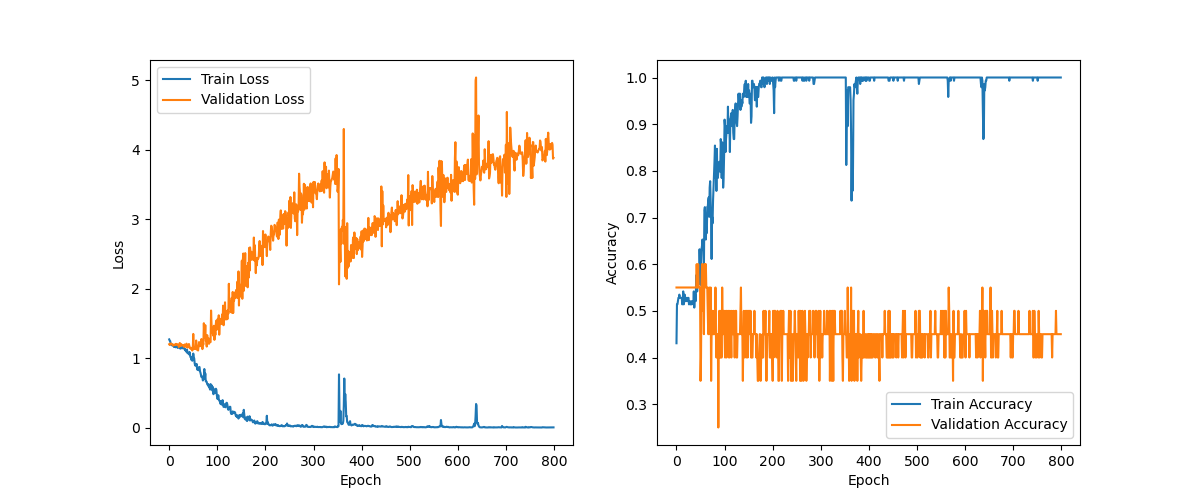 Train Loss
Validation Loss
Loss
5
4
3
2
1
0
0 100 200 300 400 500 600 700 800
Epoch
Accuracy
1.0
0.9
0.8
0.7
0.6
0.5
0.4
0.3
Train Accuracy
Validation Accuracy
0 100 200 300 400 500 600 700 800
Epoch